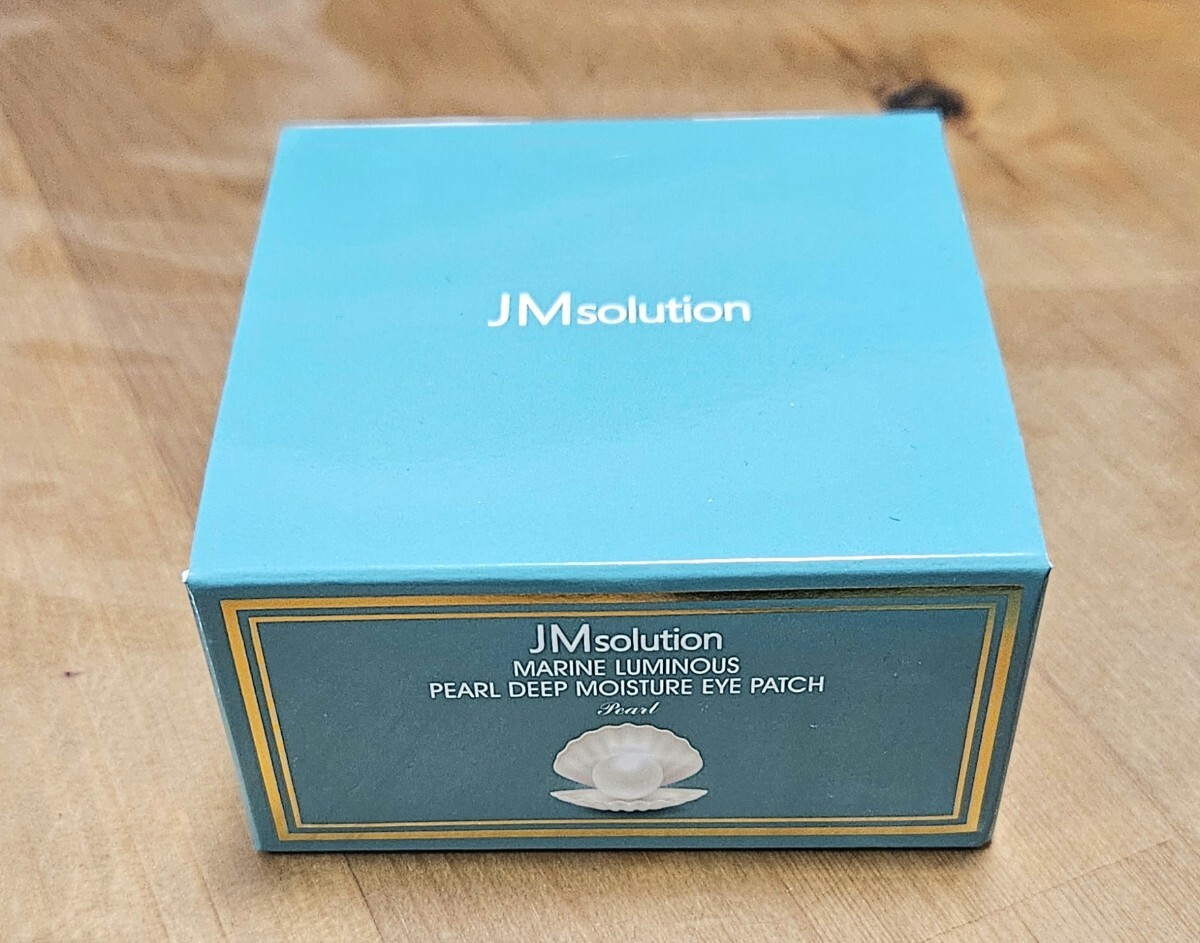 JMsolution
JMsolution
MARINE LUMINOUS
PEARL DEEP MOISTURE EYE PATCH
Pearl